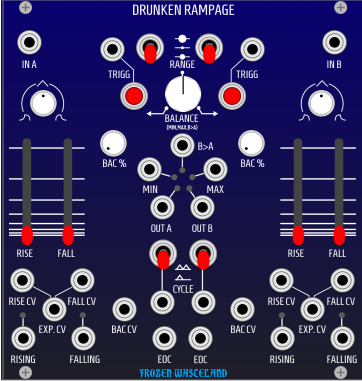 DRUNKEN RAMPAGE
IN A
IN B
TRIGG
RANGE
TRIGG
BALANCE
(MIN,MAX,B>A)
BAC %
B>A
BAC %
MIN
MAX
OUT A
OUT B
RISE
FALL
RISE
FALL
CYCLE
RISE CV
FALL CV
RISE CV
FALL CV
EXP. CV
BAC CV
BAC CV
EXP. CV
RISING
FALLING
EOC
EOC
RISING
FALLING
FROZEN WASTELAND